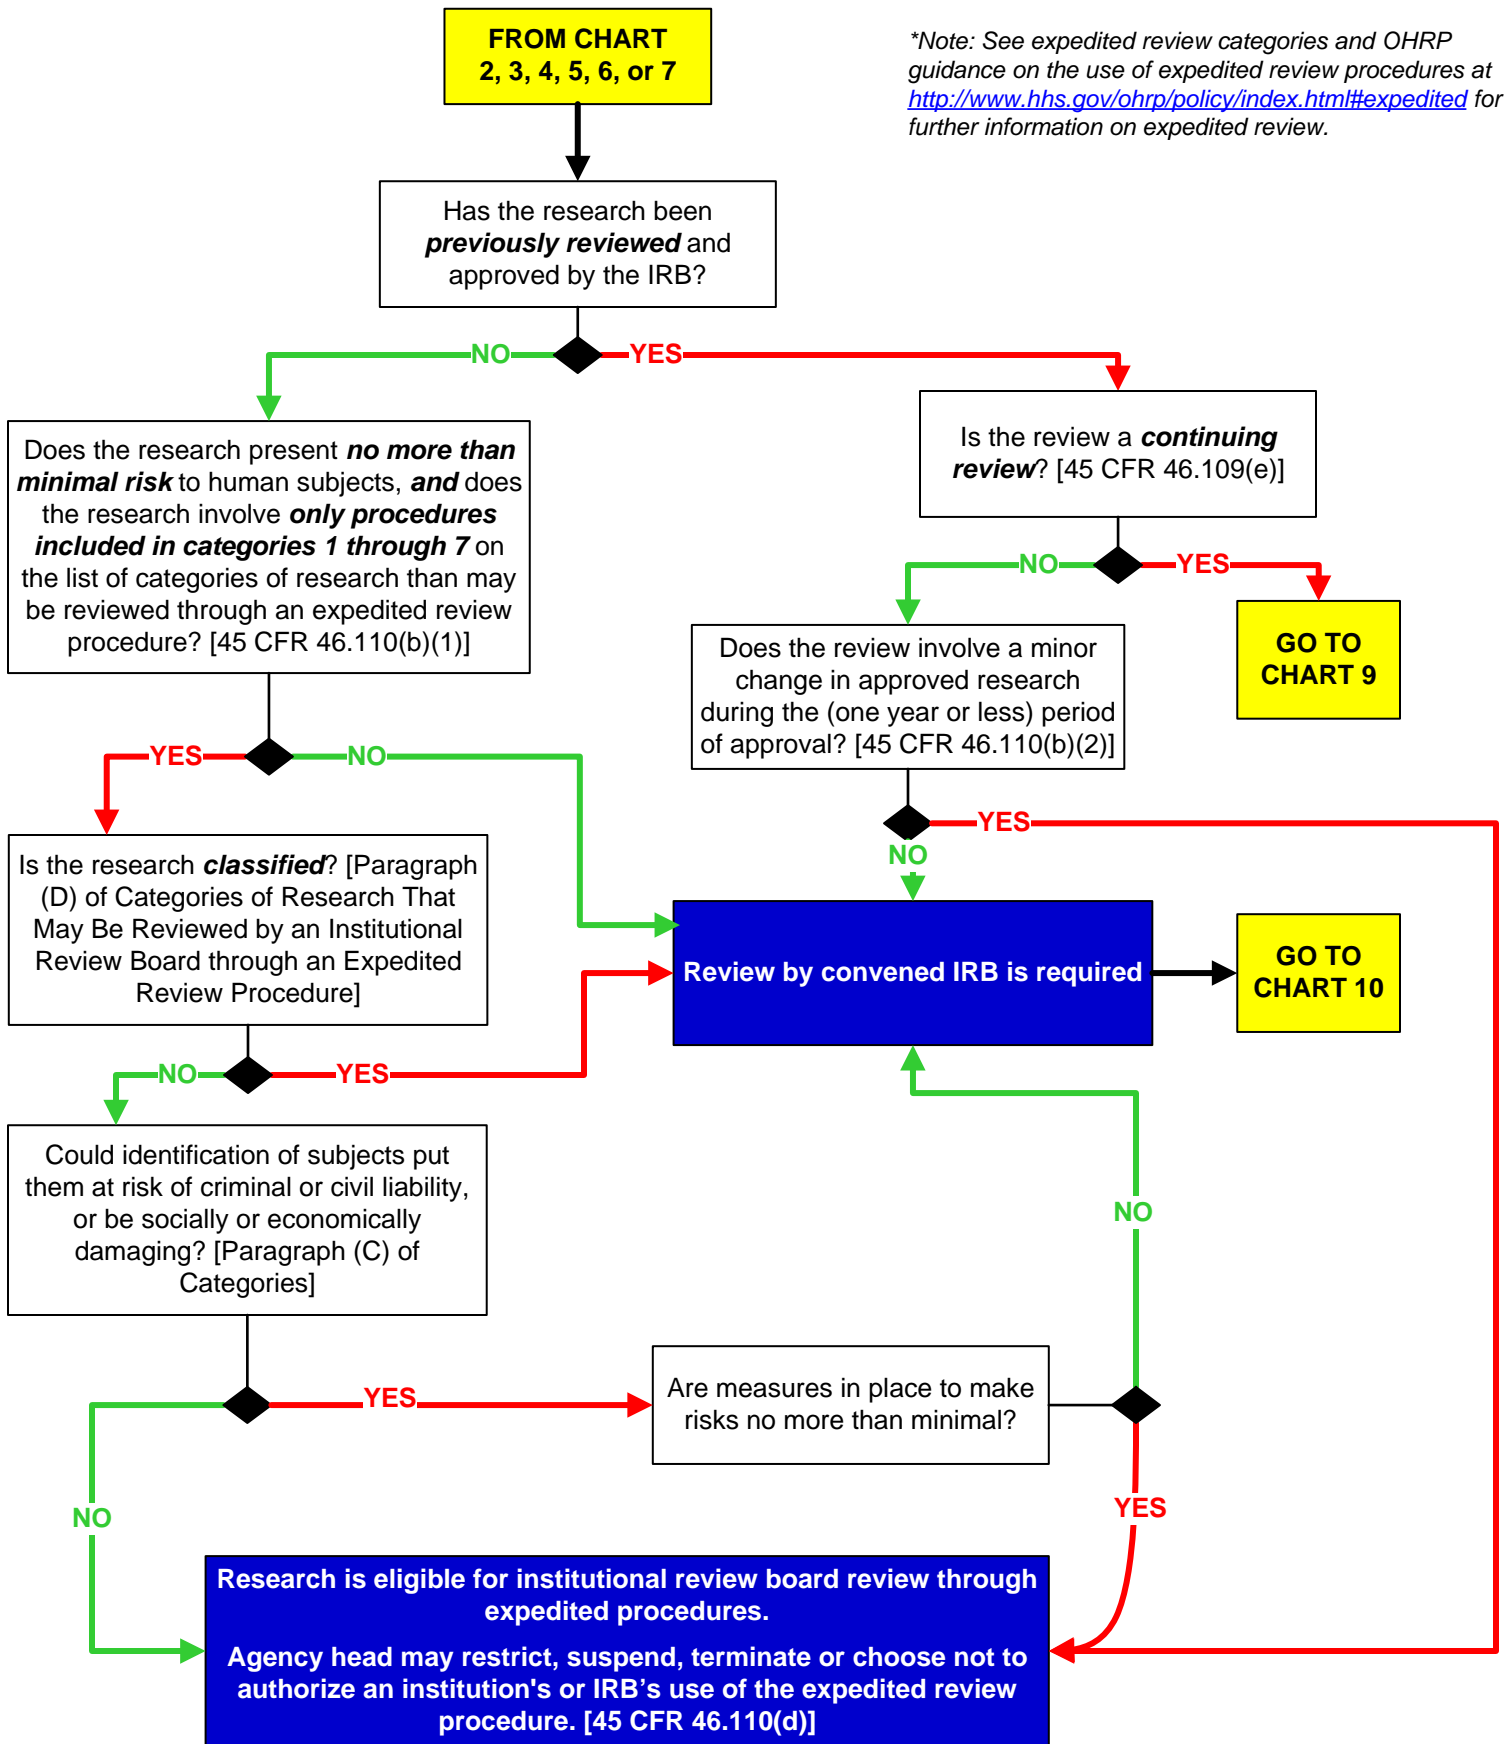 FROM CHART
2, 3, 4, 5, 6, or 7
*Note: See expedited review categories and OHRP
guidance on the use of expedited review procedures at
http://www.hhs.gov/ohrp/policy/index.html#expedited for
further information on expedited review.
Has the research been
previously reviewed and
approved by the IRB?
NO
YES
Does the research present no more than
minimal risk to human subjects, and does
the research involve only procedures
included in categories 1 through 7 on
the list of categories of research than may
be reviewed through an expedited review
procedure? [45 CFR 46.110(b)(1)]
Is the review a continuing
review? [45 CFR 46.109(e)]
NO
YES
Does the review involve a minor
change in approved research
during the (one year or less) period
of approval? [45 CFR 46.110(b)(2)]
GO TO
CHART 9
YES
NO
YES
NO
Is the research classified? [Paragraph
(D) of Categories of Research That
May Be Reviewed by an Institutional
Review Board through an Expedited
Review Procedure]
Review by convened IRB is required
GO TO
CHART 10
NO
YES
Could identification of subjects put
them at risk of criminal or civil liability,
or be socially or economically
damaging? [Paragraph (C) of
Categories]
NO
YES
Are measures in place to make
risks no more than minimal?
NO
YES
Research is eligible for institutional review board review through
expedited procedures.
Agency head may restrict, suspend, terminate or choose not to
authorize an institution's or IRB’s use of the expedited review
procedure. [45 CFR 46.110(d)]